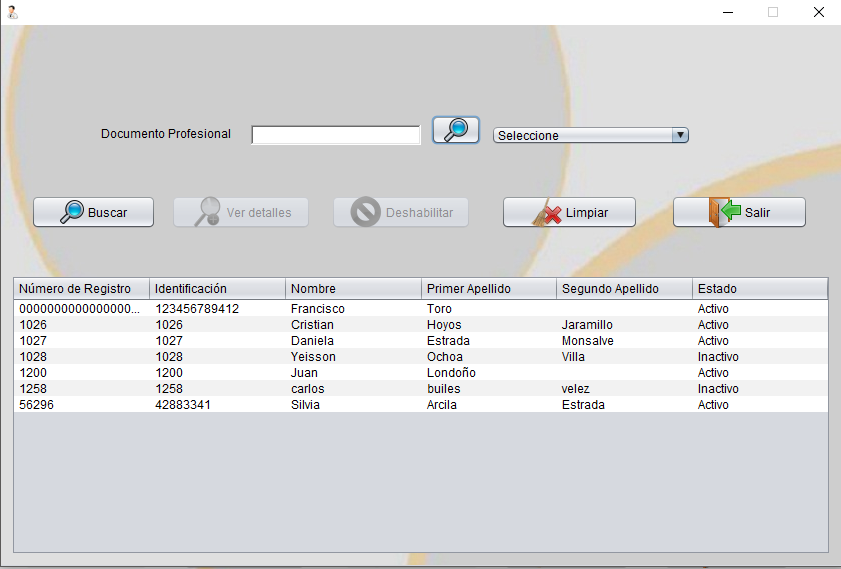 Documento Profesional Seleccione
Buscar Ver detalles Deshabilitar Limpiar Salir
Número de Registro Identificación Nombre Primer Apellido Segundo Apellido Estado
0000000000000000... 123456789412 Francisco Toro Activo
1026 1026 Cristian Hoyos Jaramillo Activo
1027 1027 Daniela Estrada Monsalve Activo
1028 1028 Yeisson Ochoa Villa Inactivo
1200 1200 Juan Londoño Activo
1258 1258 carlos builes velez Inactivo
56296 42883341 Silvia Arcila Estrada Activo